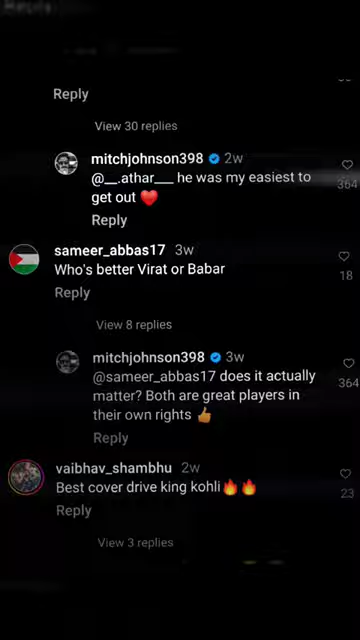 Reply
View 30 replies
mitchjohnson398 2w
@__.athar___ he was my easiest to
get out ❤️
364
Reply
sameer_abbas17 3w
Who's better Virat or Babar
18
Reply
View 8 replies
mitchjohnson398 3w
@sameer_abbas17 does it actually
matter? Both are great players in
364
their own rights 👍
Reply
vaibhav_shambhu 2w
Best cover drive king kohli🔥🔥
23
Reply
View 3 replies